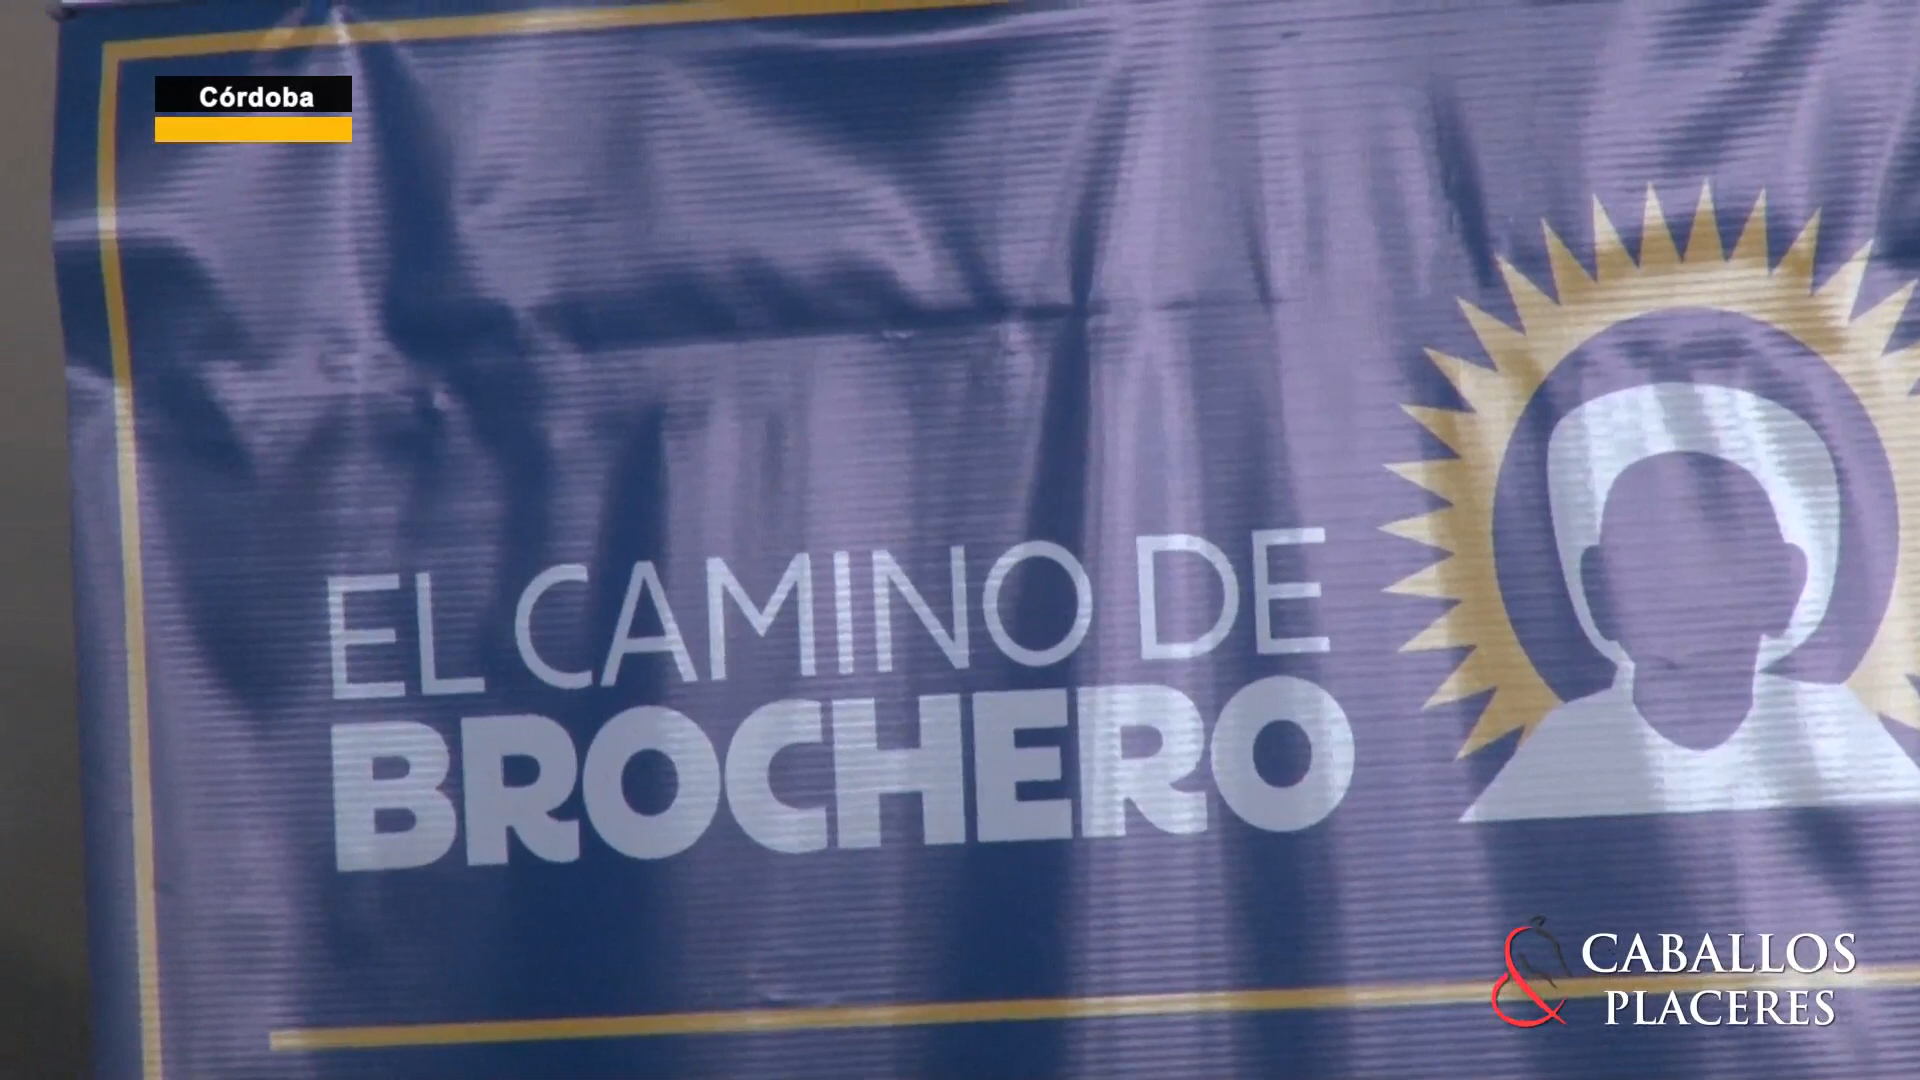 Córdoba
EL CAMINO DE
BROCHERO
& CABALLOS
PLACERES